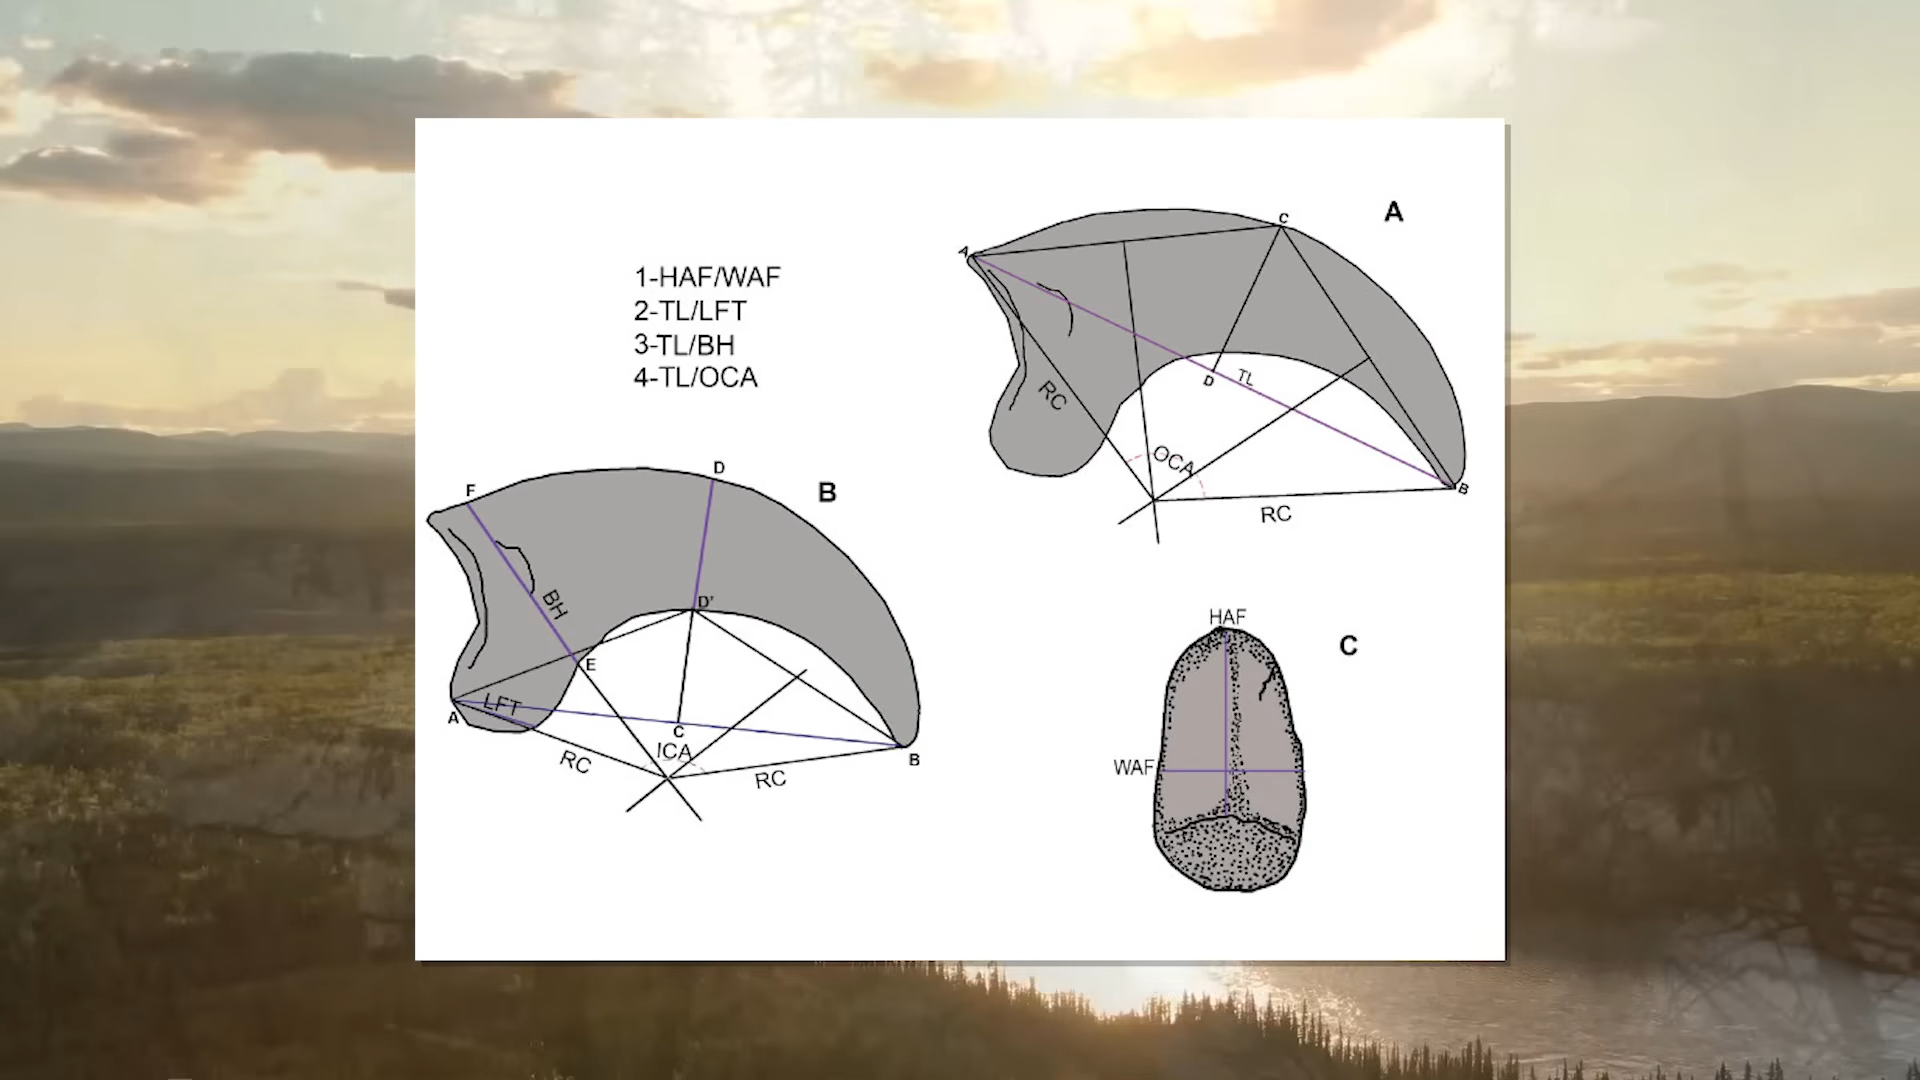 1-HAF/WAF
2-TL/LFT
3-TL/BH
4-TL/OCA
A
A
C
D
TL
RC
OCA
B
RC
B
F
D
BH
D'
E
LFT
A
C
ICA
RC
RC
B
C
HAF
WAF